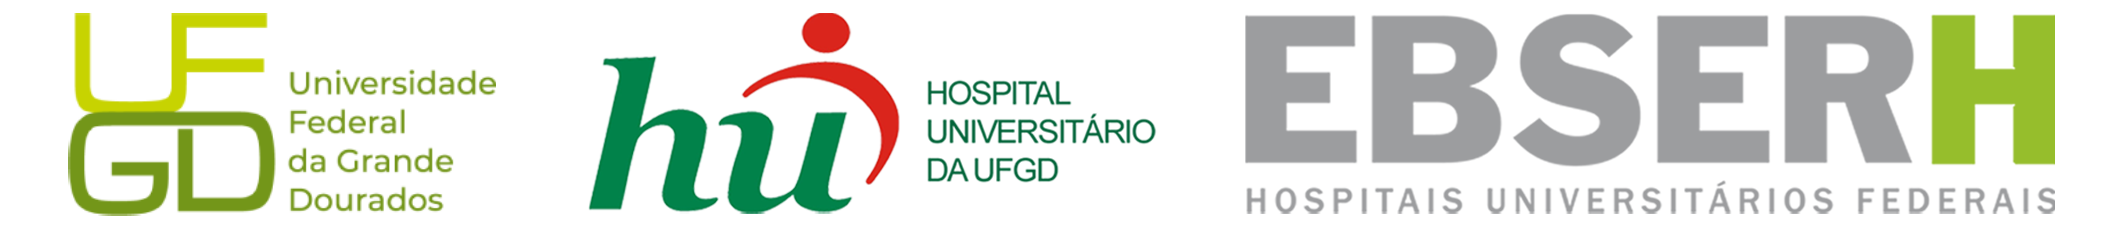 UF
GD
Universidade
Federal
da Grande
Dourados
hu
HOSPITAL
UNIVERSITÁRIO
DA UFGD
EBSERH
HOSPITAIS UNIVERSITÁRIOS FEDERAIS